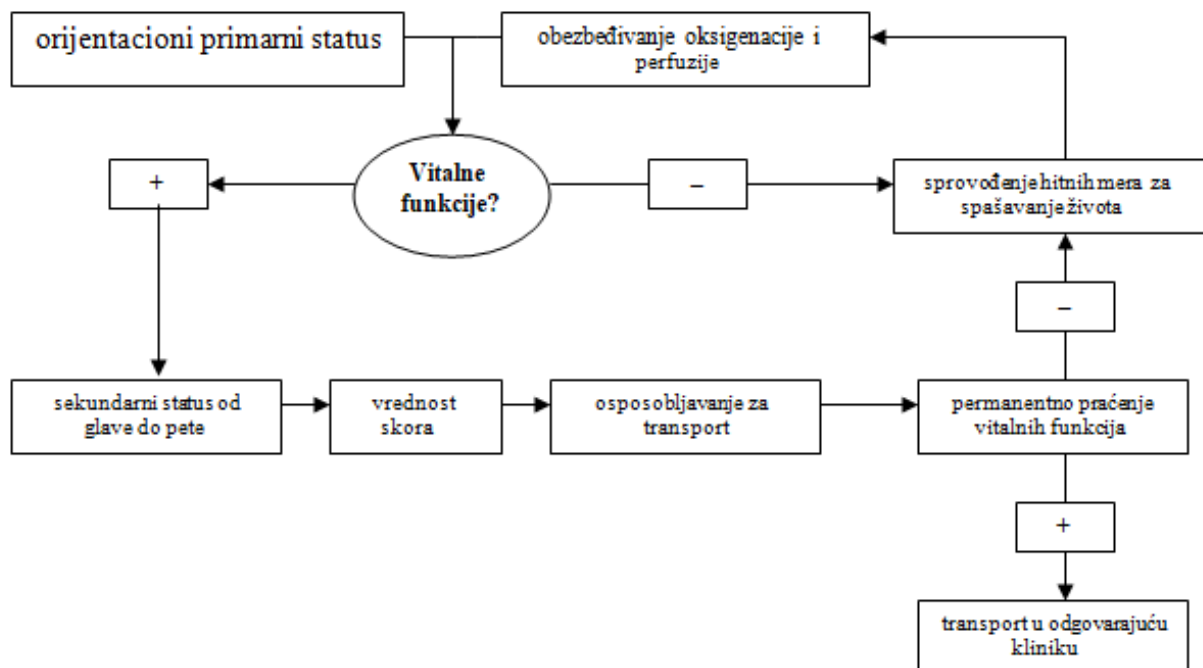 orijentacioni primarni status
obezbeđivanje oksigenacije i
perfuzije
Vitalne
funkcije?
+
–
sprovođenje hitnih mera za
spašavanje života
–
sekundarni status od
glave do pete
vrednost
skora
osposobljavanje za
transport
permanentno praćenje
vitalnih funkcija
+
transport u odgovarajuću
kliniku